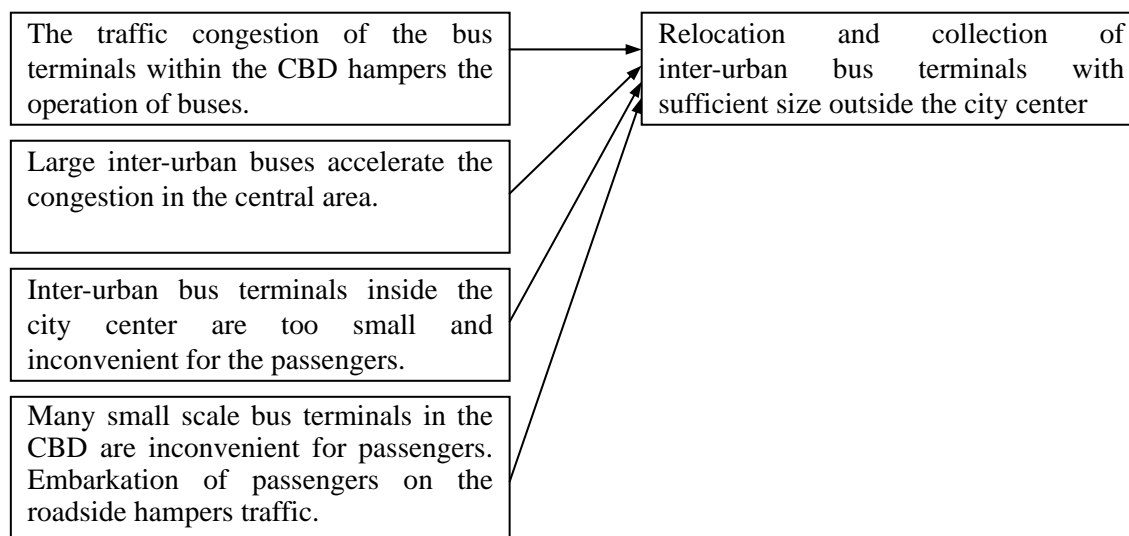 The traffic congestion of the bus
terminals within the CBD hampers the
operation of buses.
Large inter-urban buses accelerate the
congestion in the central area.
Inter-urban bus terminals inside the
city center are too small and
inconvenient for the passengers.
Many small scale bus terminals in the
CBD are inconvenient for passengers.
Embarkation of passengers on the
roadside hampers traffic.
Relocation and collection of
inter-urban bus terminals with
sufficient size outside the city center